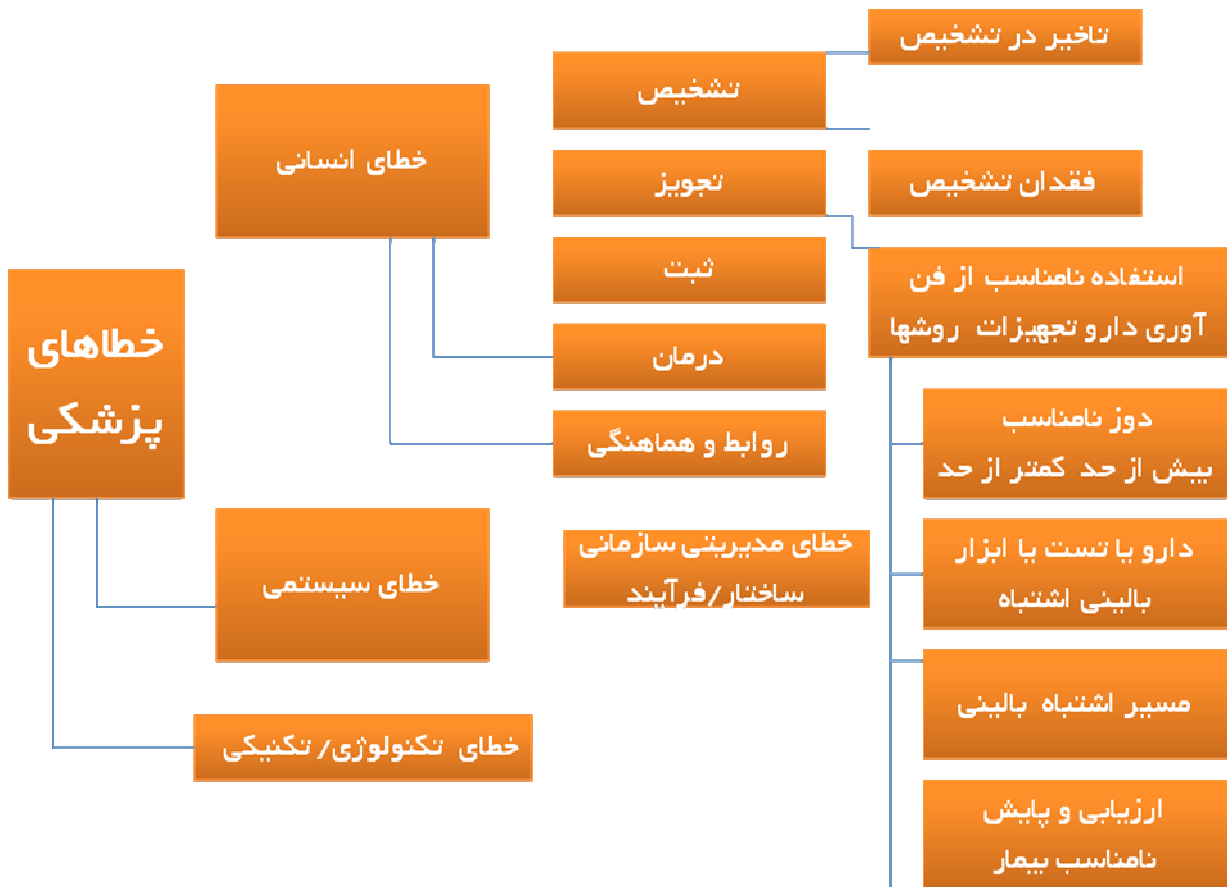 خطاهای
پزشکی
خطای انسانی
تشخیص
تاخیر در تشخیص
فقدان تشخیص
تجویز
استفاده نامناسب از فن
آوری دارو تجهیزات روشها
دوز نامناسب
بیش از حد کمتر از حد
دارو یا تست یا ابزار
بالینی اشتباه
مسیر اشتباه بالینی
ارزیابی و پایش
نامناسب بیمار
ثبت
درمان
روابط و هماهنگی
خطای سیستمی
خطای مدیریتی سازمانی
ساختار/فرآیند
خطای تکنولوژی/تکنیکی